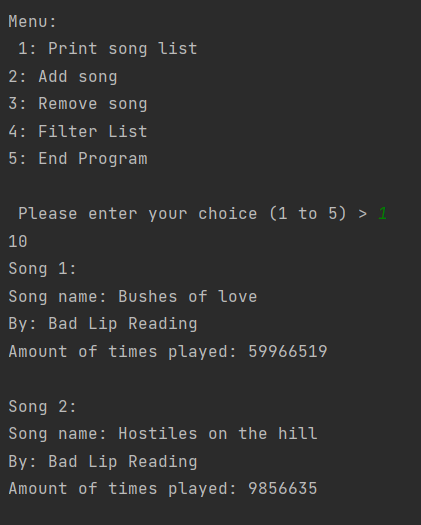 Menu:
1: Print song list
2: Add song
3: Remove song
4: Filter List
5: End Program
Please enter your choice (1 to 5) > 1
10
Song 1:
Song name: Bushes of love
By: Bad Lip Reading
Amount of times played: 59966519
Song 2:
Song name: Hostiles on the hill
By: Bad Lip Reading
Amount of times played: 9856635